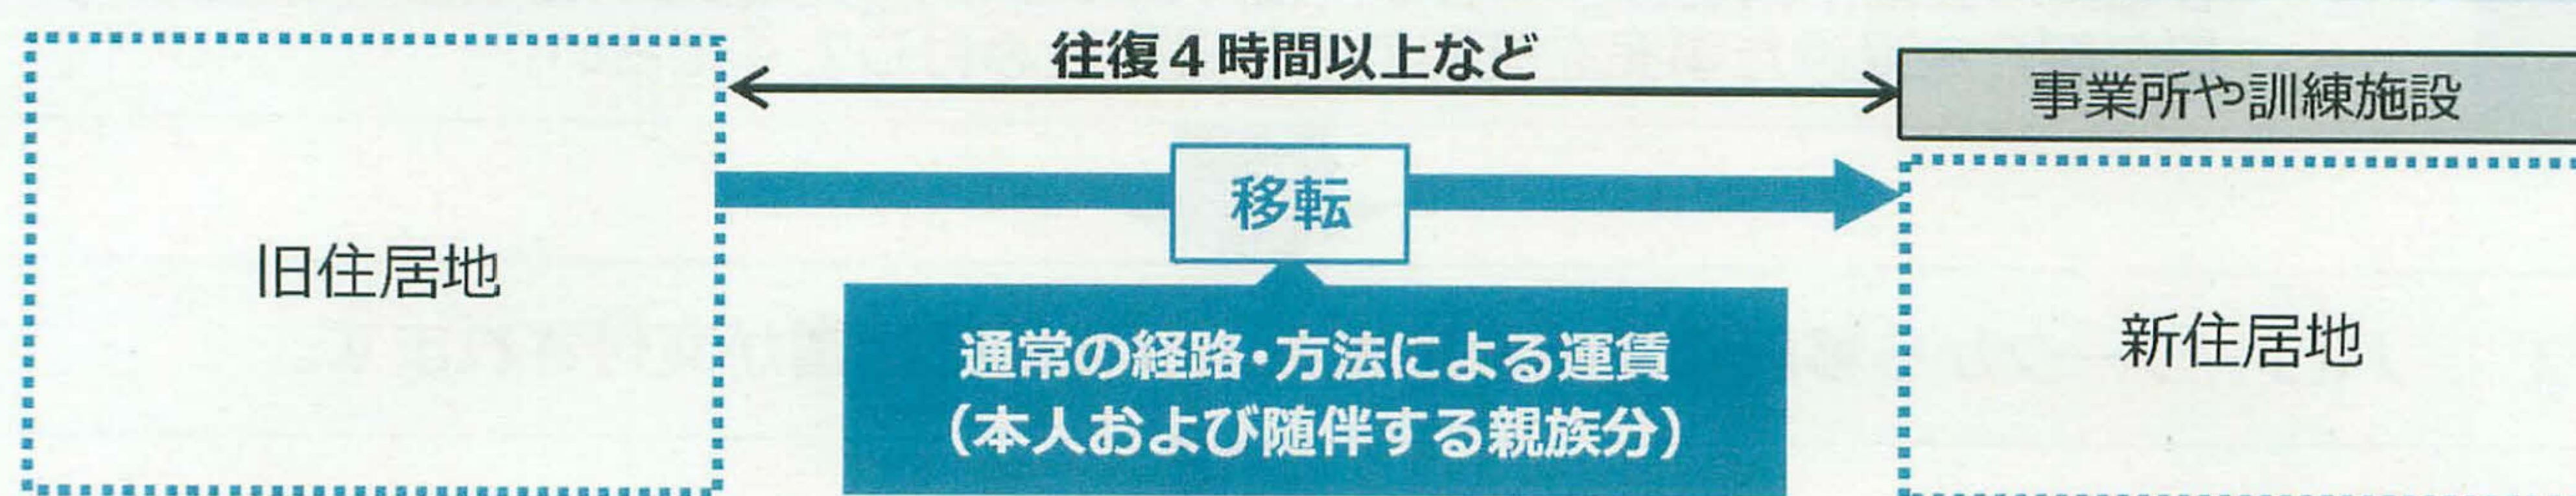 往復４時間以上など
事業所や訓練施設
移転
旧住居地
新住居地
通常の経路・方法による運賃
（本人および随伴する親族分）